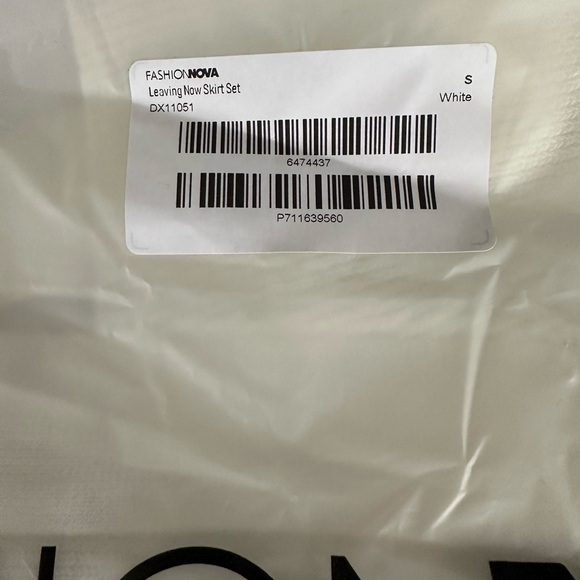 FASHIONNOVA
Leaving Now Skirt Set
DX11051
S
White
6474437
P711639560